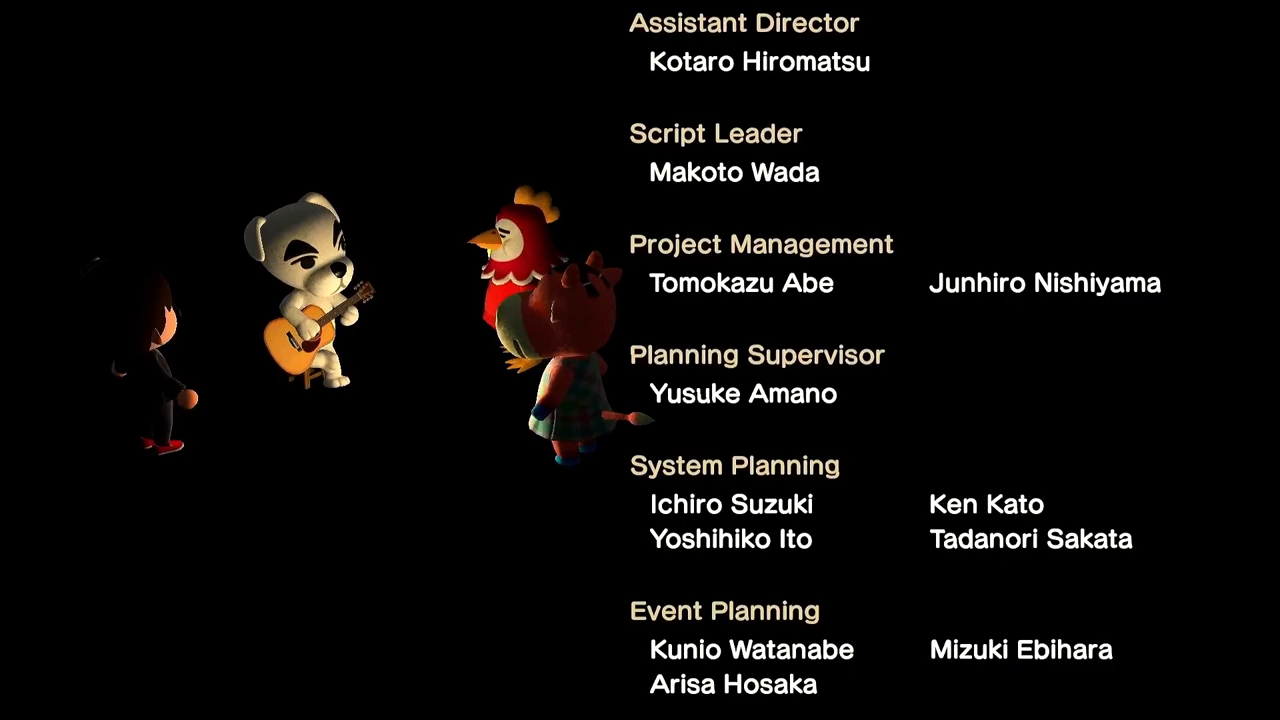 Assistant Director
Kotaro Hiromatsu
Script Leader
Makoto Wada
Project Management
Tomokazu Abe Junhiro Nishiyama
Planning Supervisor
Yusuke Amano
System Planning
Ichiro Suzuki Ken Kato
Yoshihiko Ito Tadanori Sakata
Event Planning
Kunio Watanabe Mizuki Ebihara
Arisa Hosaka